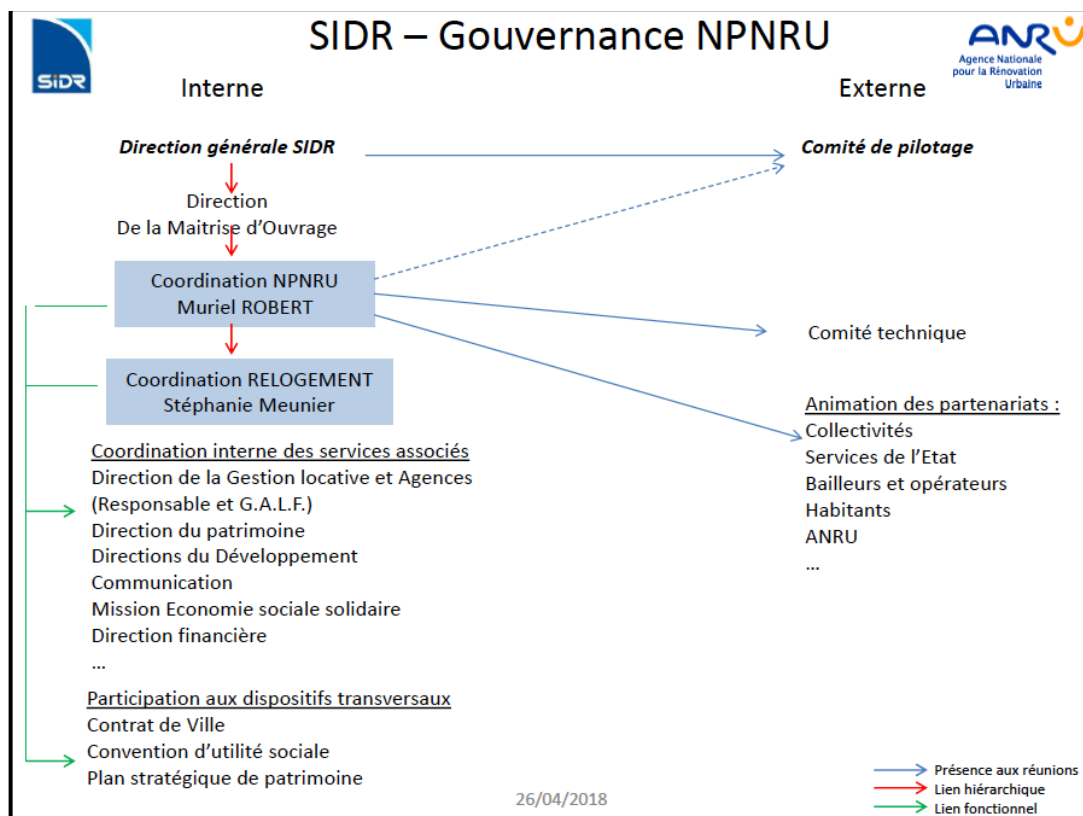 SIDR – Gouvernance NPNRU
SiDR
ANRU
Agence Nationale
pour la Rénovation
Urbaine
Interne
Externe
Direction générale SIDR
Comité de pilotage
Direction
De la Maitrise d’Ouvrage
Coordination NPNRU
Muriel ROBERT
Comité technique
Coordination RELOGEMENT
Stéphanie Meunier
Animation des partenariats :
Collectivités
Services de l’Etat
Bailleurs et opérateurs
Habitants
ANRU
...
Coordination interne des services associés
Direction de la Gestion locative et Agences
(Responsable et G.A.L.F.)
Direction du patrimoine
Directions du Développement
Communication
Mission Economie sociale solidaire
Direction financière
...
Participation aux dispositifs transversaux
Contrat de Ville
Convention d’utilité sociale
Plan stratégique de patrimoine
26/04/2018
Présence aux réunions
Lien hiérarchique
Lien fonctionnel